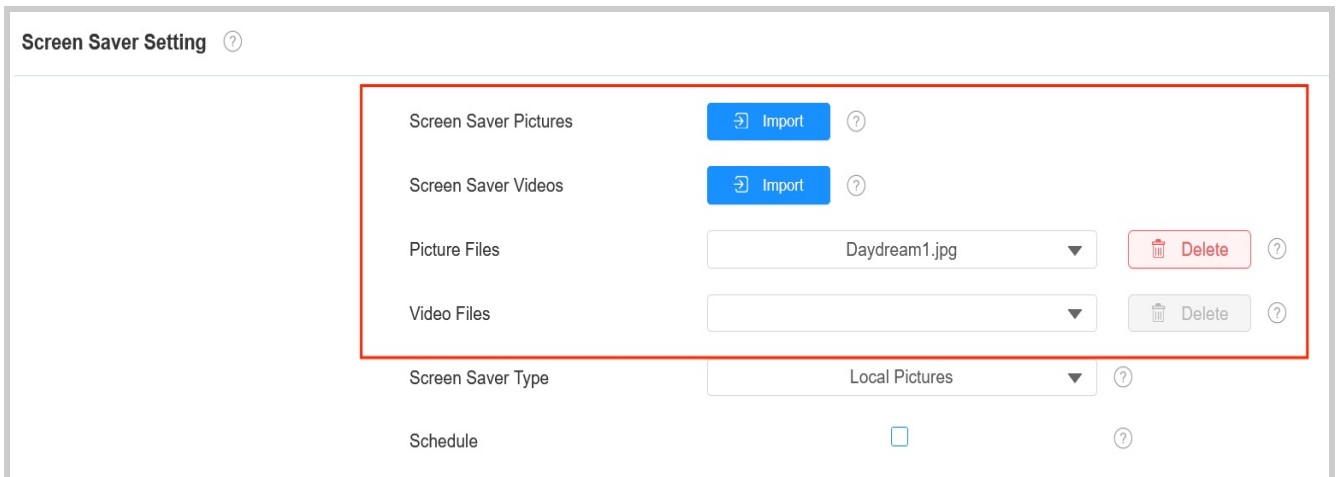 Screen Saver Setting ?
Screen Saver Pictures Import ?
Screen Saver Videos Import ?
Picture Files Daydream1.jpg Delete ?
Video Files Delete ?
Screen Saver Type Local Pictures ?
Schedule ?